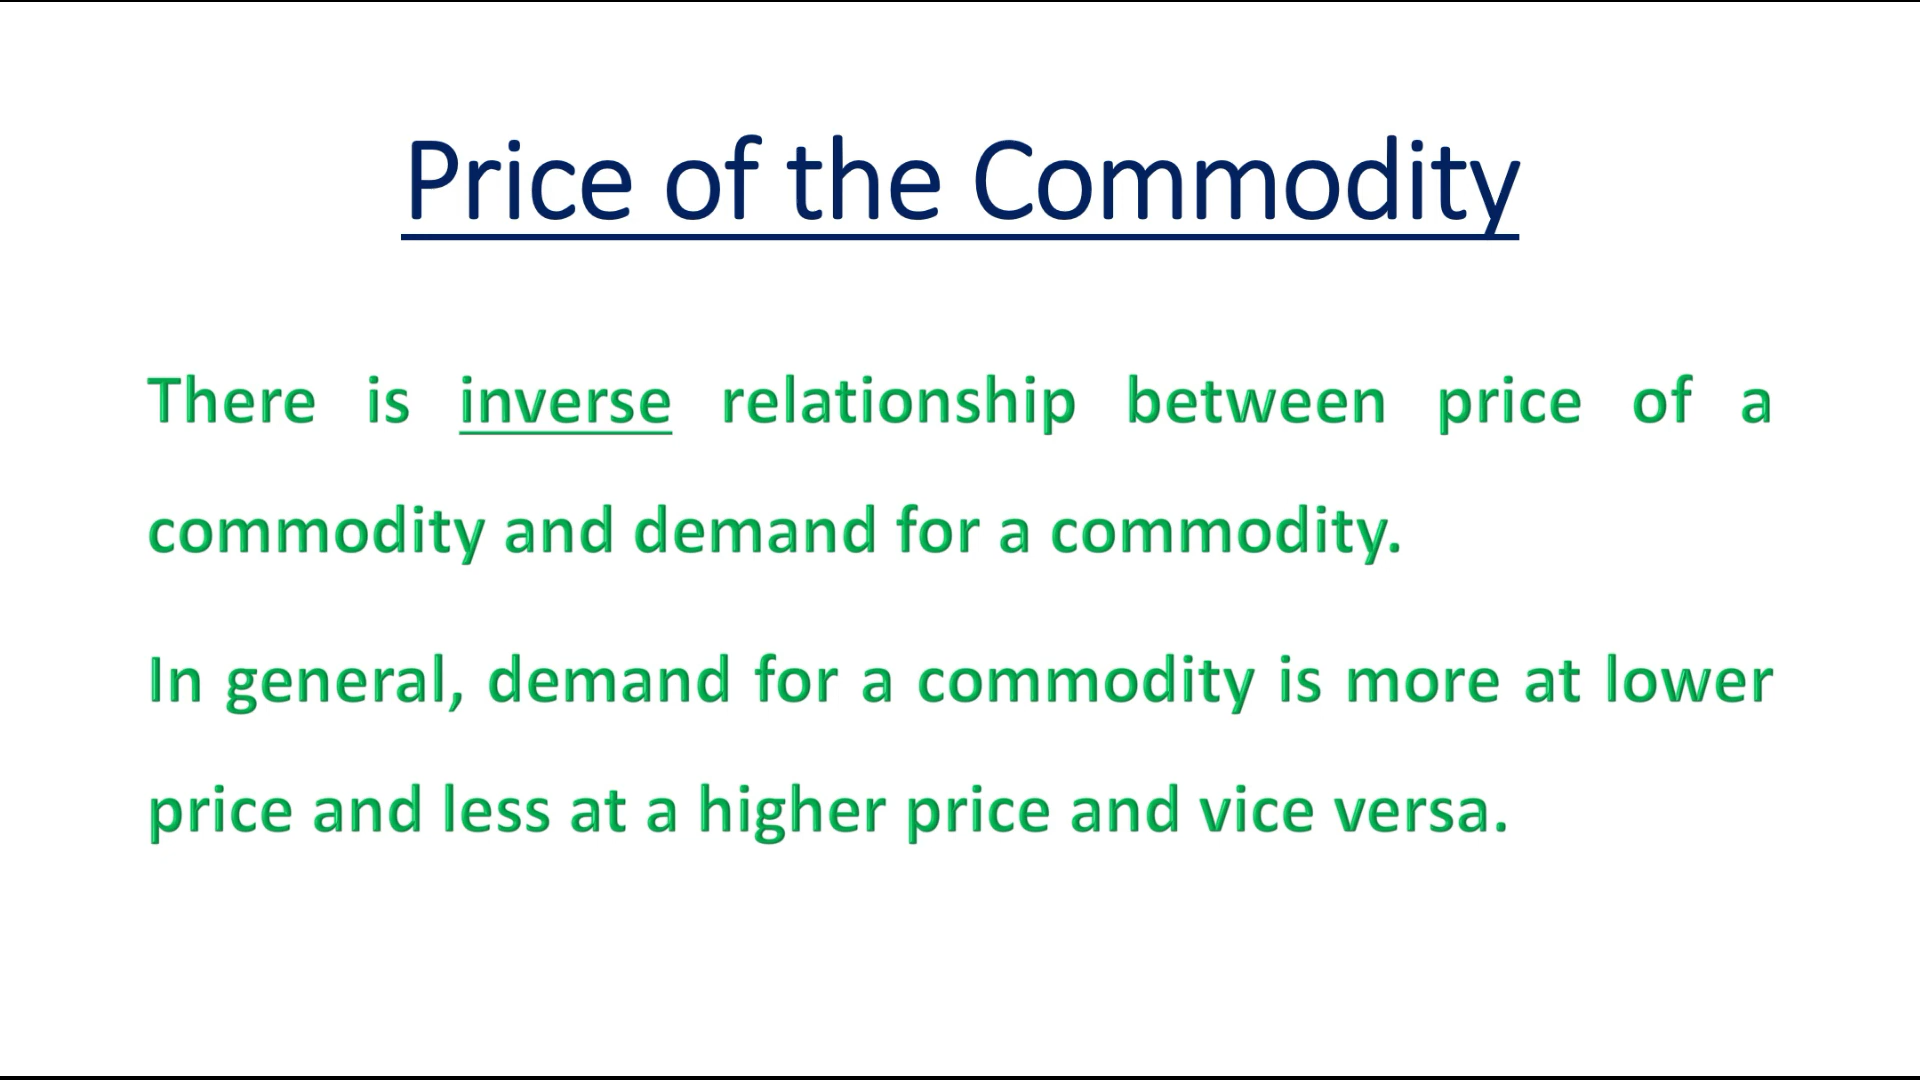 Price of the Commodity
There is inverse relationship between price of a
commodity and demand for a commodity.
In general, demand for a commodity is more at lower
price and less at a higher price and vice versa.